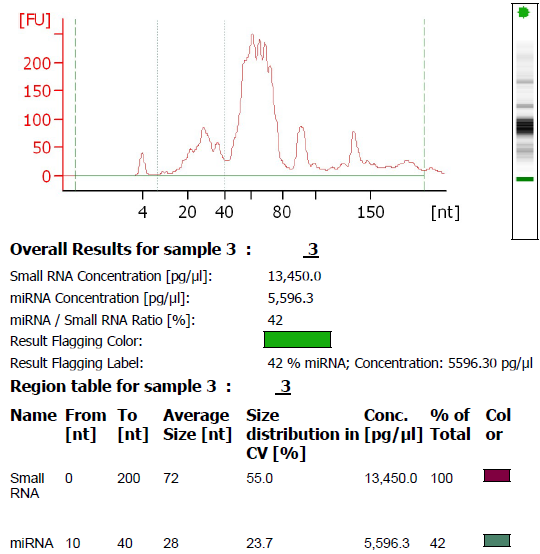 [FU]
200
150
100
50
0
4 20 40 80 150 [nt]
Overall Results for sample 3 : 3
Small RNA Concentration [pg/µl]: 13,450.0
miRNA Concentration [pg/µl]: 5,596.3
miRNA / Small RNA Ratio [%]: 42
Result Flagging Color:
Result Flagging Label: 42 % miRNA; Concentration: 5596.30 pg/µl
Region table for sample 3 : 3
Name From To Average Size Conc. % of Col
[nt] [nt] Size [nt] distribution in [pg/µl] Total or
CV [%]
Small 0 200 72 55.0 13,450.0 100
RNA
miRNA 10 40 28 23.7 5,596.3 42